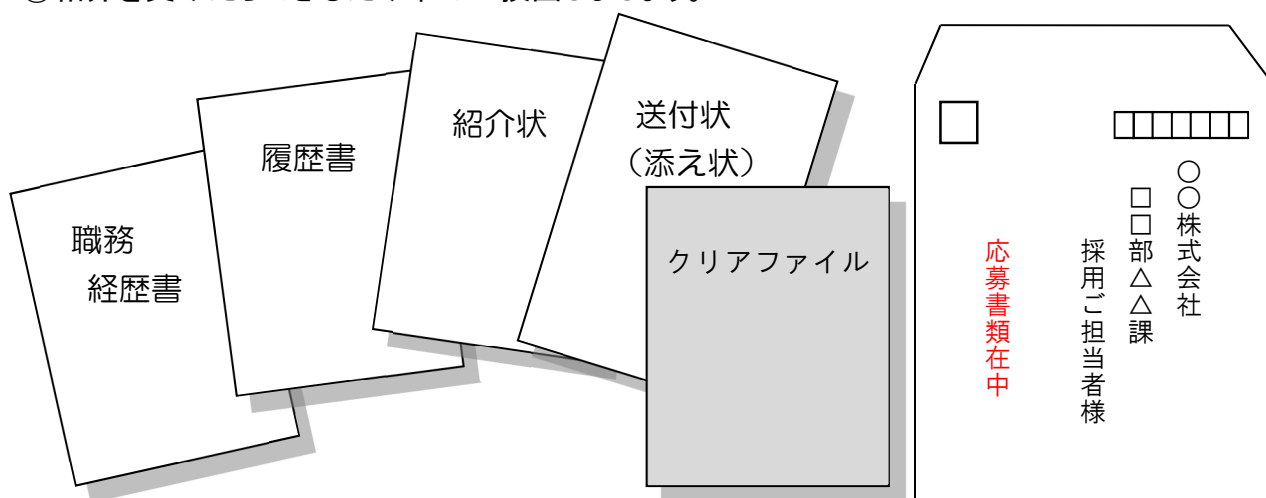 職務
経歴書
履歴書
紹介状
送付状
(添え状)
クリアファイル
○○株式会社
□□部△△課
採用ご担当者様
応募書類在中